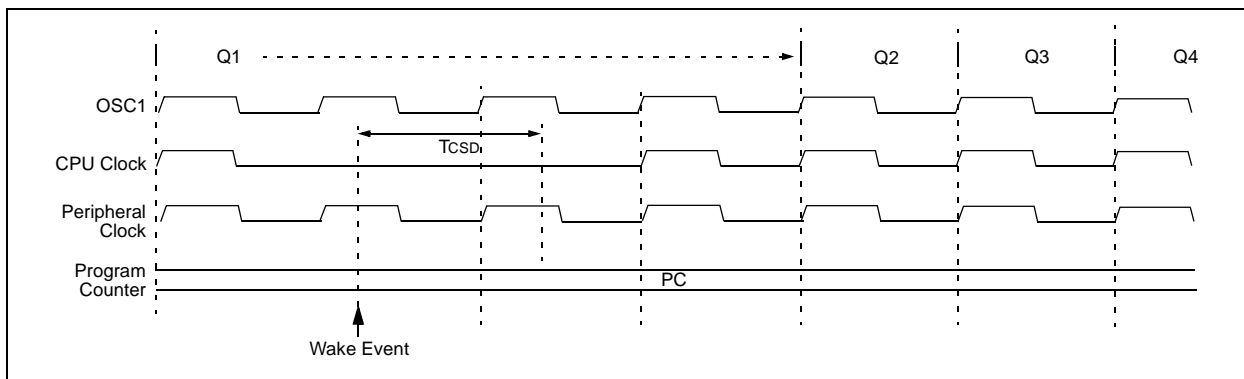 Q1
Q2
Q3
Q4
OSC1
TCSD
CPU Clock
Peripheral
Clock
Program
Counter
PC
Wake Event